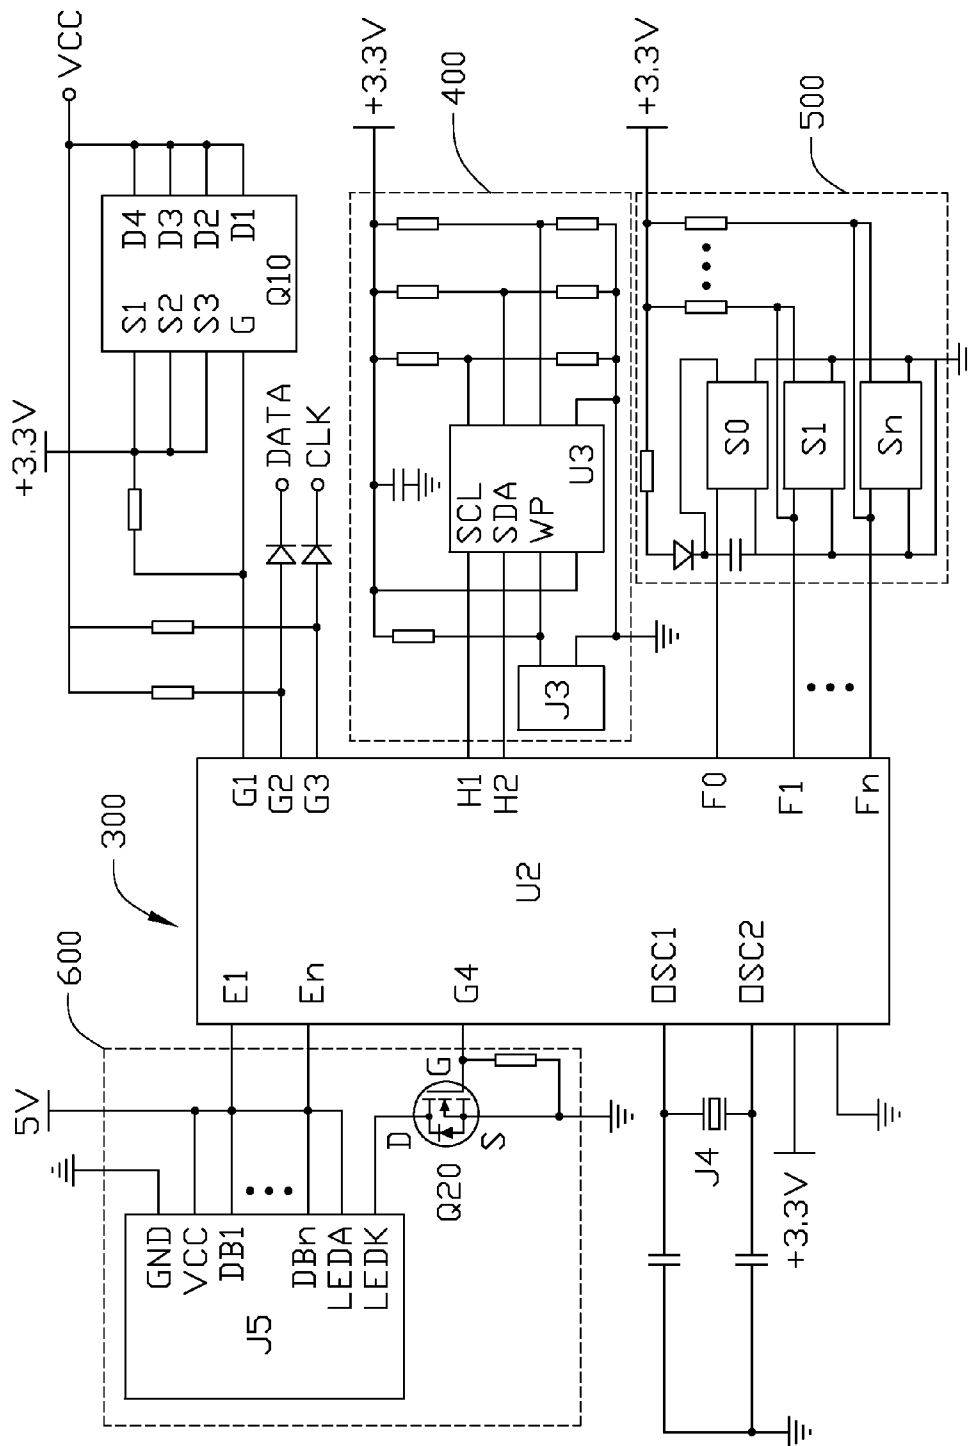 VCC
D4
D3
D2
D1
S1
S2
S3
G
Q10
+3.3V
DATA
CLK
+3.3V
400
SCL
SDA
WP
U3
J3
+3.3V
500
S0
S1
Sn
300
G1
G2
G3
H1
H2
F0
F1
Fn
U2
E1
En
G4
OSC1
OSC2
600
5V
GND
VCC
DB1
DBn
LEDA
LEDK
J5
D
G
S
Q20
J4
+3.3V